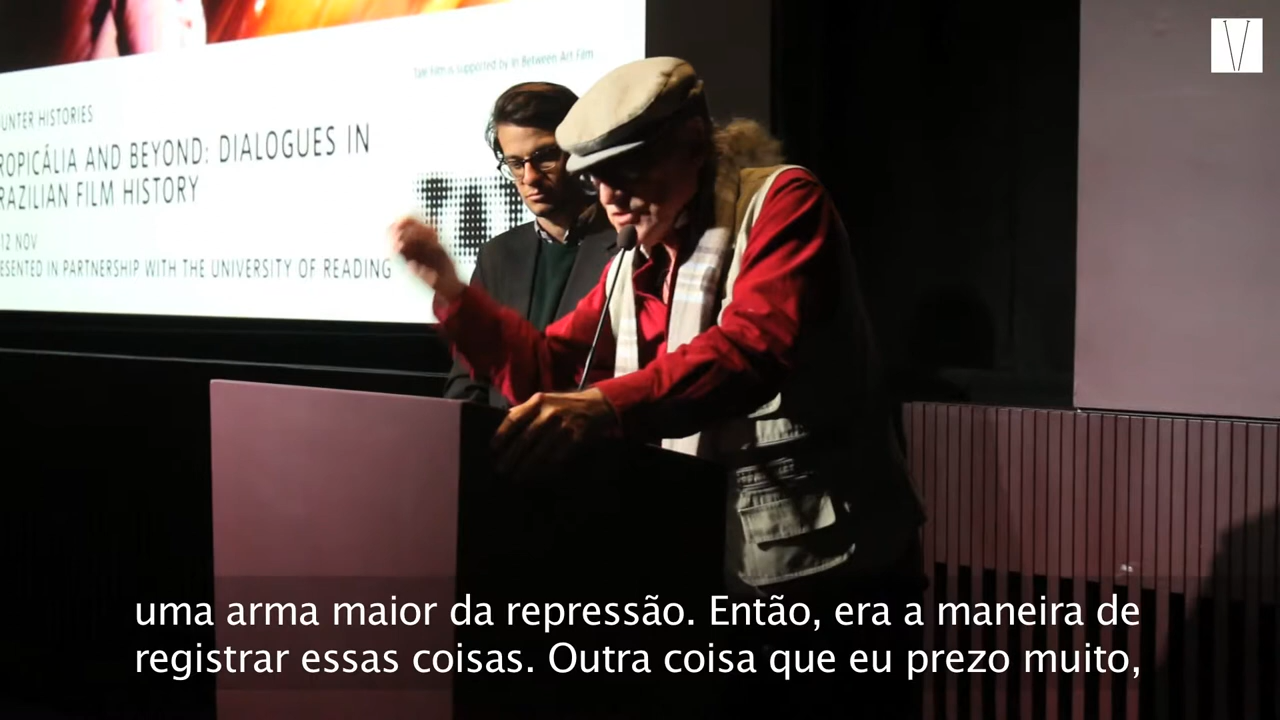 Tate Film is supported by In Between Art Film
UNTER HISTORIES
ROPICÁLIA AND BEYOND: DIALOGUES IN
RAZILIAN FILM HISTORY
12 NOV
ESENTED IN PARTNERSHIP WITH THE UNIVERSITY OF READING
uma arma maior da repressão. Então, era a maneira de
registrar essas coisas. Outra coisa que eu prezo muito,